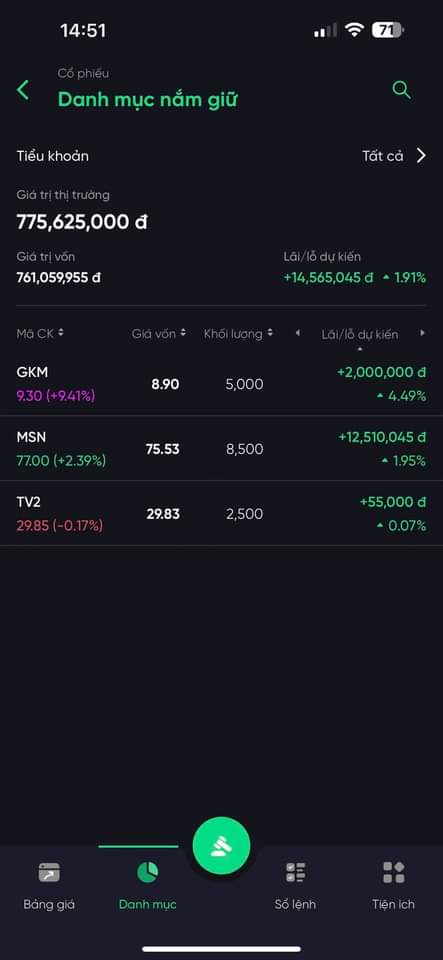 14:51
71
Cổ phiếu
Danh mục nắm giữ
Tiểu khoản
Tất cả
Giá trị thị trường
775,625,000 đ
Giá trị vốn
Lãi/lỗ dự kiến
761,059,955 đ
+14,565,045 đ 1.91%
Mã CK Giá vốn Khối lượng Lãi/lỗ dự kiến
GKM 8.90 5,000 +2,000,000 đ
9.30 (+9.41%) 4.49%
MSN 75.53 8,500 +12,510,045 đ
77.00 (+2.39%) 1.95%
TV2 29.83 2,500 +55,000 đ
29.85 (-0.17%) 0.07%
Bảng giá
Danh mục
Sổ lệnh
Tiện ích